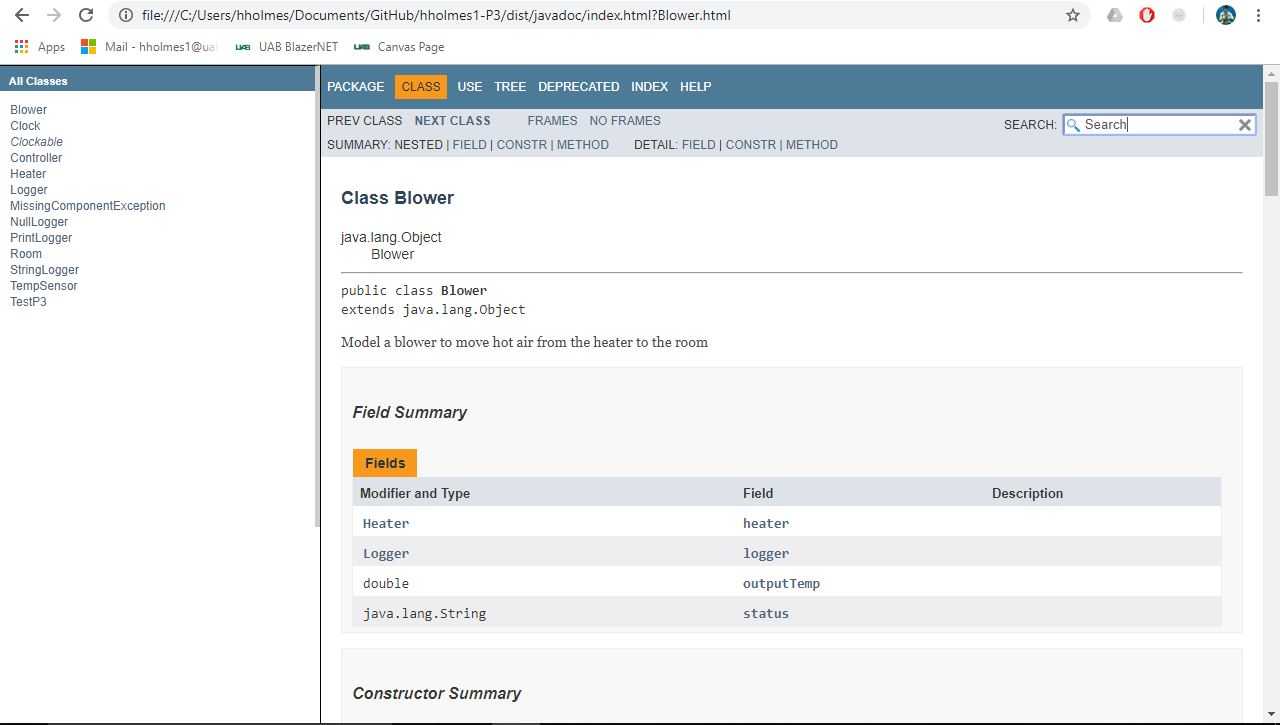 file:///C:/Users/hholmes/Documents/GitHub/hholmes1-P3/dist/javadoc/index.html?Blower.html
Apps Mail - hholmes1@ua UAB BlazerNET Canvas Page
All Classes
Blower
Clock
Clockable
Controller
Heater
Logger
MissingComponentException
NullLogger
PrintLogger
Room
StringLogger
TempSensor
TestP3
PACKAGE CLASS USE TREE DEPRECATED INDEX HELP
PREV CLASS NEXT CLASS FRAMES NO FRAMES
SEARCH: Search
SUMMARY: NESTED | FIELD | CONSTR | METHOD DETAIL: FIELD | CONSTR | METHOD
Class Blower
java.lang.Object
Blower
public class Blower
extends java.lang.Object
Model a blower to move hot air from the heater to the room
Field Summary
Fields
Modifier and Type Field Description
Heater heater
Logger logger
double outputTemp
java.lang.String status
Constructor Summary